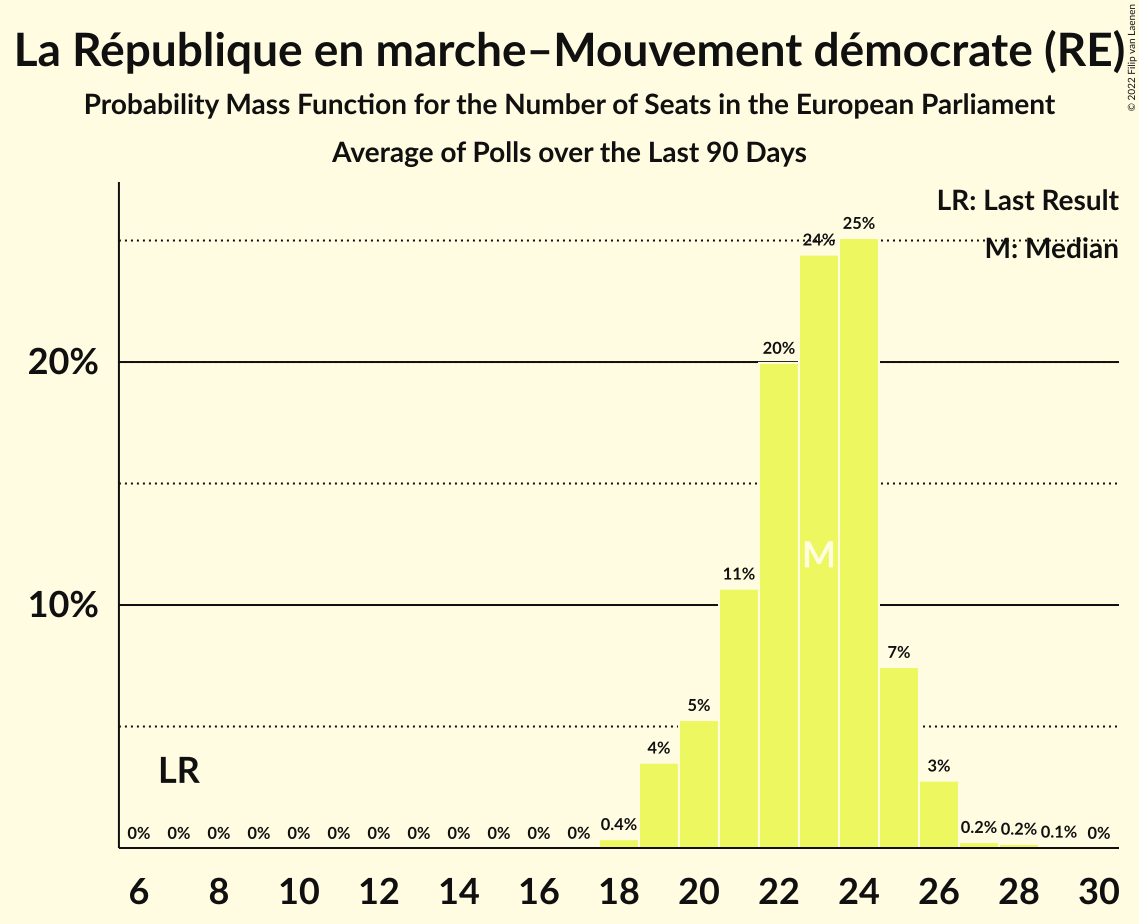 La République en marche–Mouvement démocrate (RE)
© 2022 Filip van Laenen
Probability Mass Function for the Number of Seats in the European Parliament
Average of Polls over the Last 90 Days
LR: Last Result
M: Median
25%
24%
20%
20%
M
11%
10%
7%
5%
4%
3%
LR
0% 0% 0% 0% 0% 0% 0% 0% 0% 0% 0% 0% 0.4% 0.2% 0.2% 0.1% 0%
6 8 10 12 14 16 18 20 22 24 26 28 30